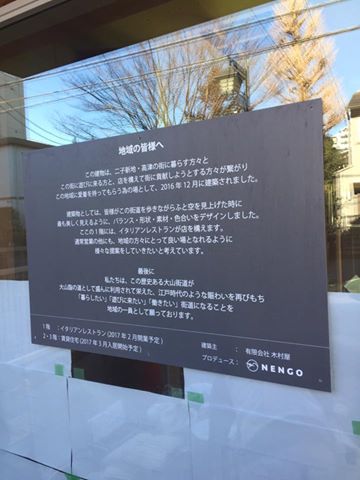 地域の皆様へ
この建物は、二子新地・高津の街に暮らす方々と
この街に遊びに来る方と、店を構えて街に貢献しようとする方々が繋がり
この地域に愛着を持ってもらう為の場として、2016年12月に建築されました。
建築物としては、皆様がこの街道を歩きながらふと空を見上げた時に
最も美しく見えるように、バランス・形状・素材・色合いをデザインしました。
ここの1階には、イタリアンレストランが店を構えます。
通常営業の他にも、地域の方々にとって良い場となれるように
様々な提案をしていきたいと考えています。
最後に
私たちは、この歴史ある大山街道が
大山詣の道として盛んに利用されて栄えた、江戸時代のような賑わいを再びもち
「暮らしたい」「遊びに来たい」「働きたい」街道になることを
地域の一員として願っております。
1階 ：イタリアンレストラン（2017年2月開業予定）
2・3階：賃貸住宅（2017年3月入居開始予定）
建築主 ： 有限会社 木村屋
プロデュース： NENGO